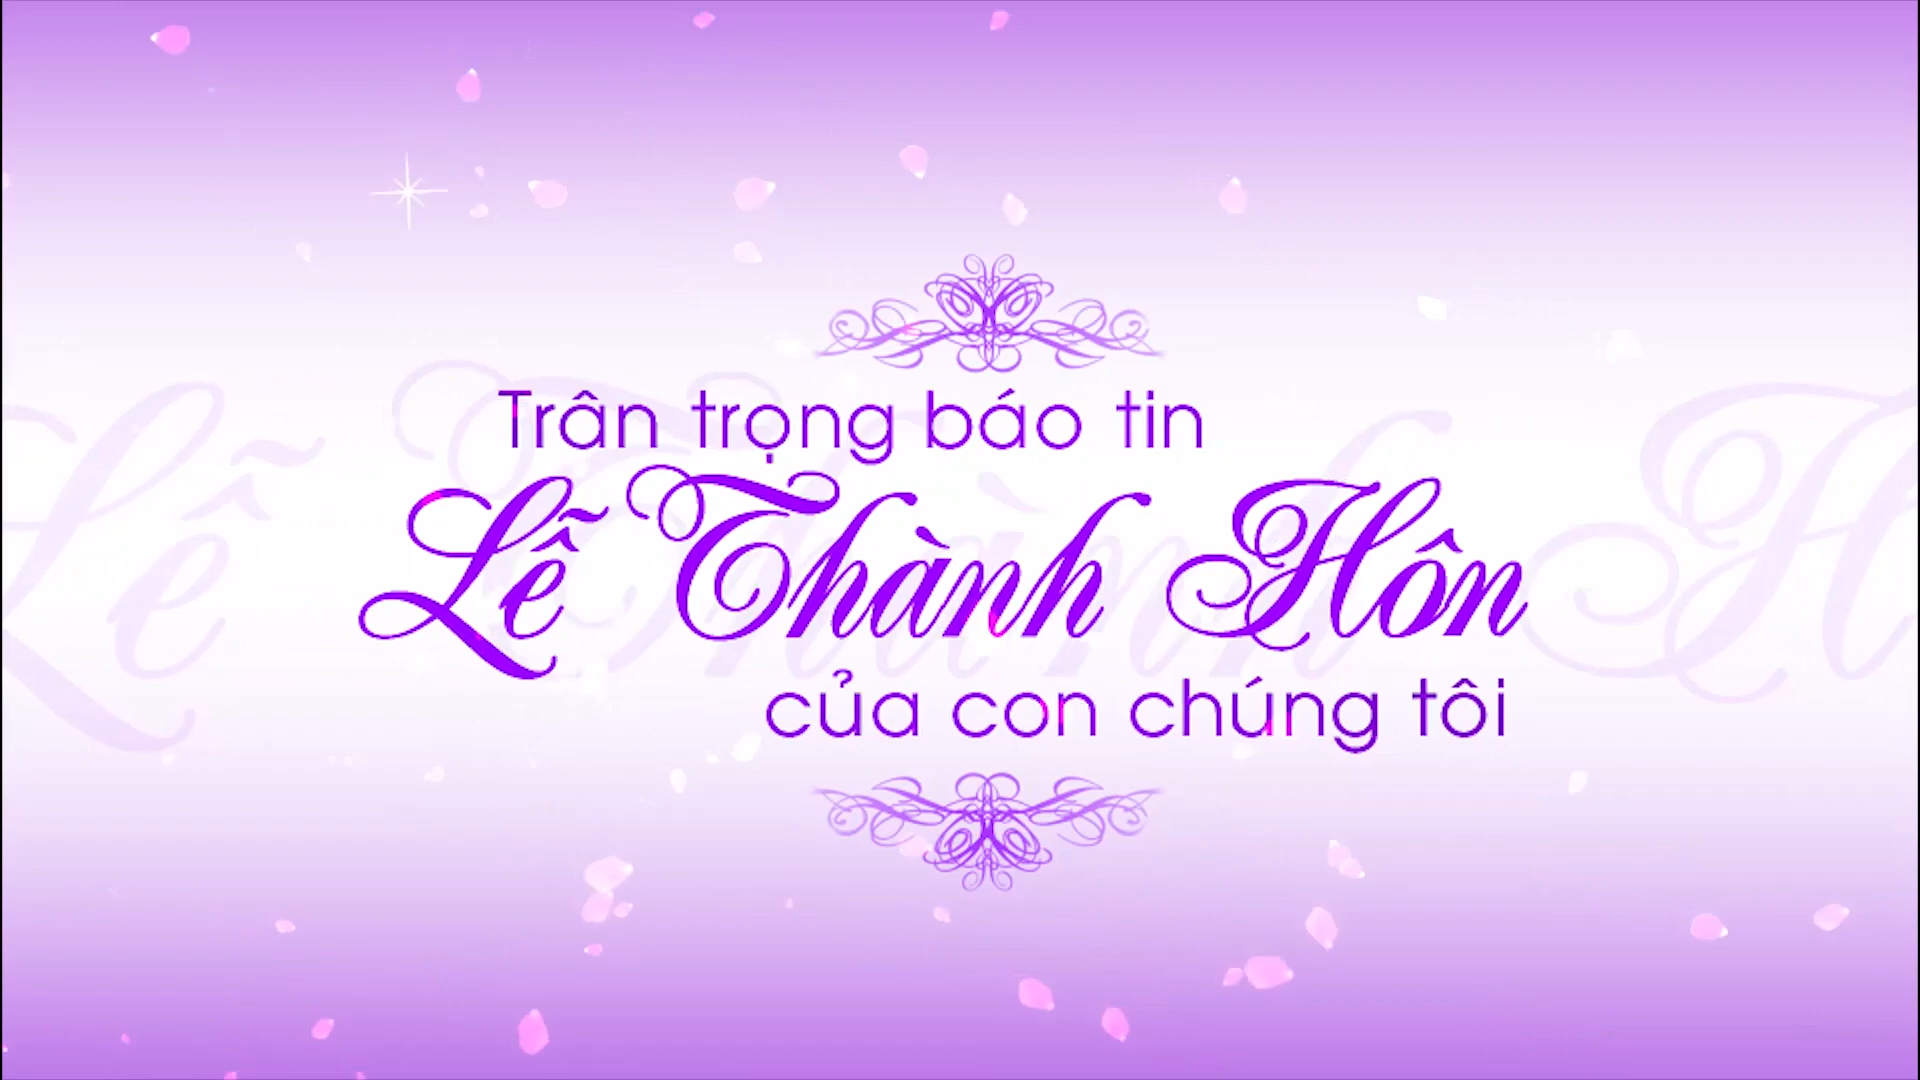 Trân trọng báo tin
Lễ Thành Hôn
của con chúng tôi